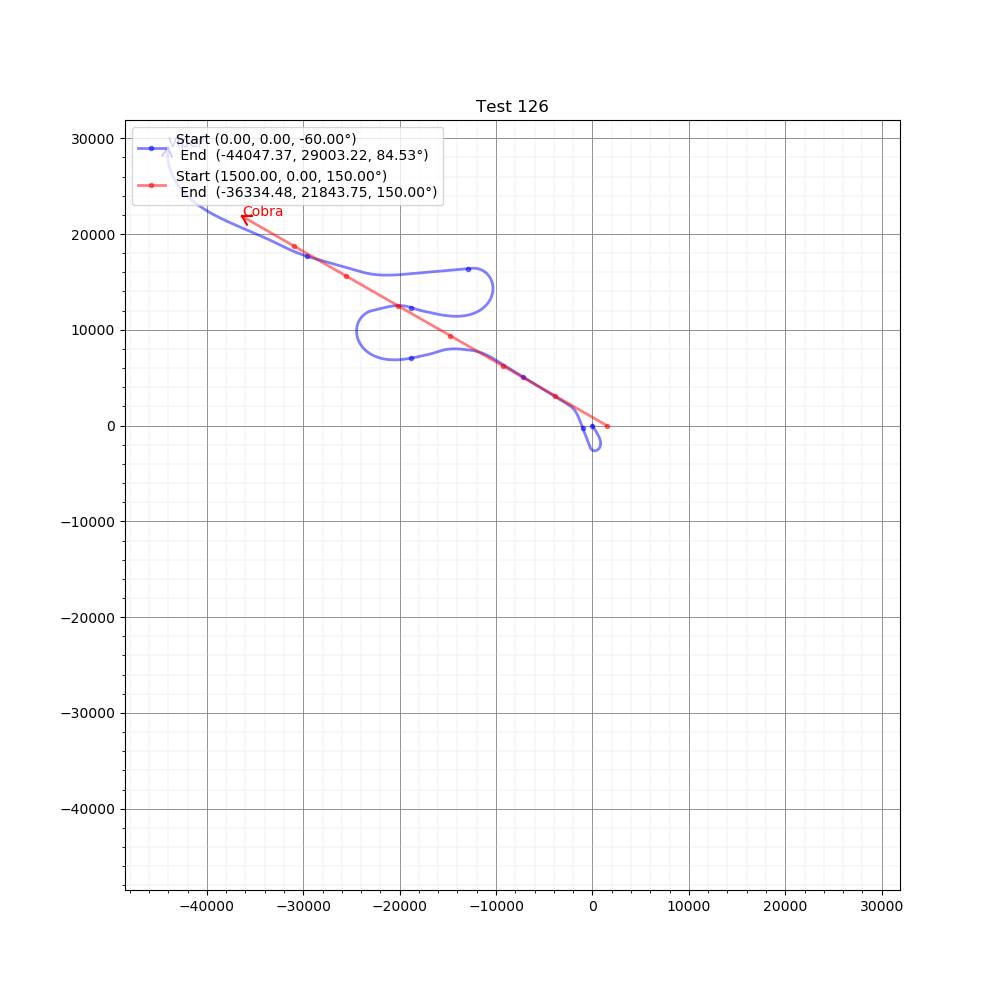 Test 126
Start (0.00, 0.00, -60.00°)
End  (-44047.37, 29003.22, 84.53°)
Start (1500.00, 0.00, 150.00°)
End  (-36334.48, 21843.75, 150.00°)
Cobra
30000
20000
10000
0
−10000
−20000
−30000
−40000
−40000 −30000 −20000 −10000 0 10000 20000 30000